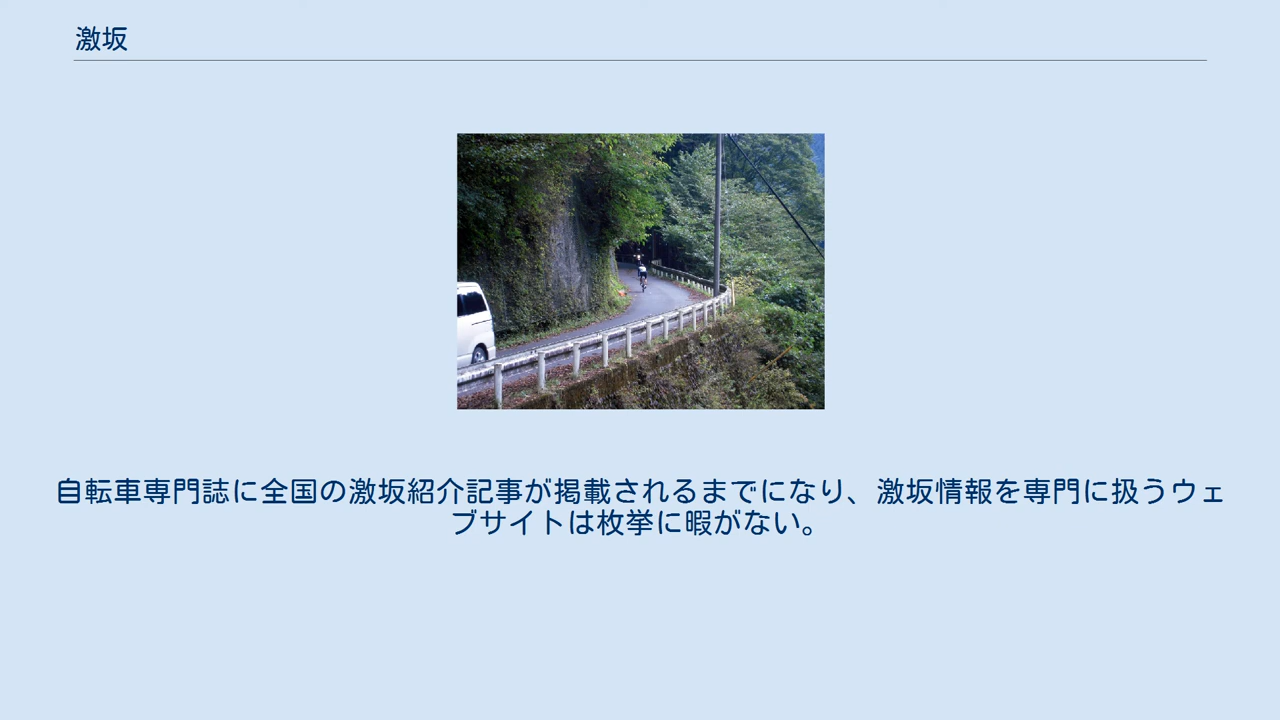 激坂
自転車専門誌に全国の激坂紹介記事が掲載されるまでになり、激坂情報を専門に扱うウェ
ブサイトは枚挙に暇がない。